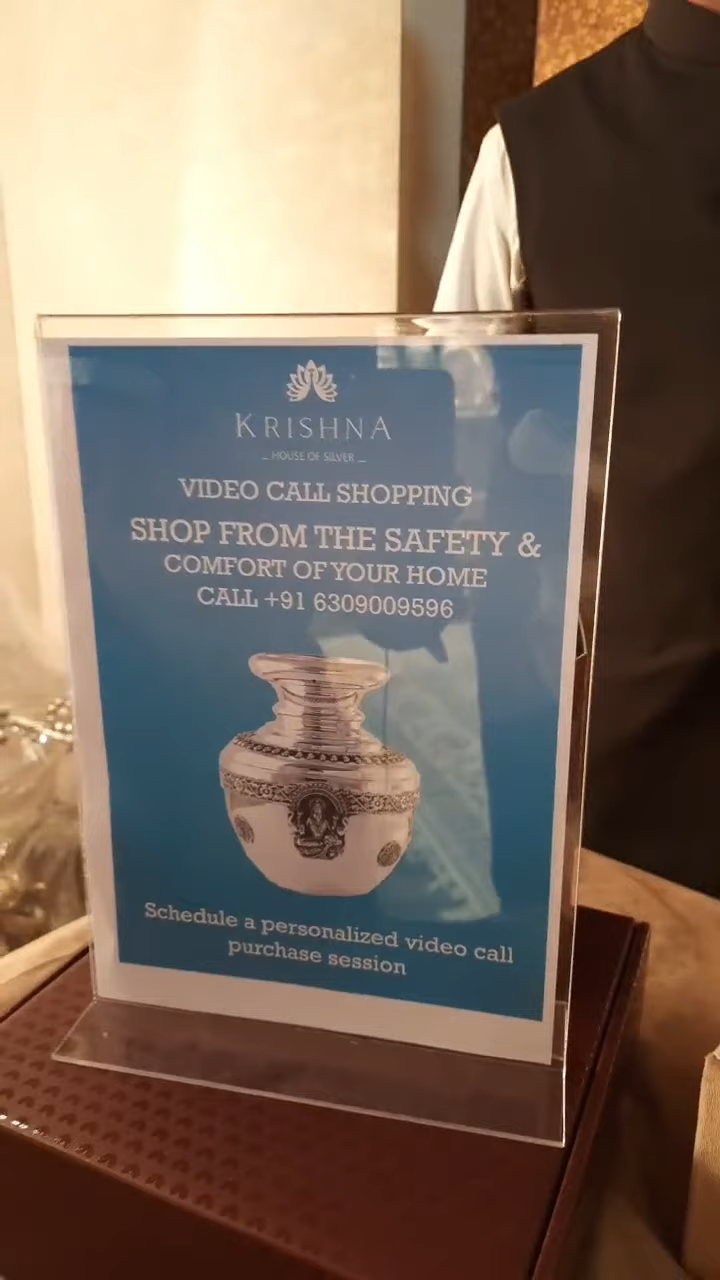 KRISHNA
_ HOUSE OF SILVER _
VIDEO CALL SHOPPING
SHOP FROM THE SAFETY &
COMFORT OF YOUR HOME
CALL +91 6309009596
Schedule a personalized video call
purchase session